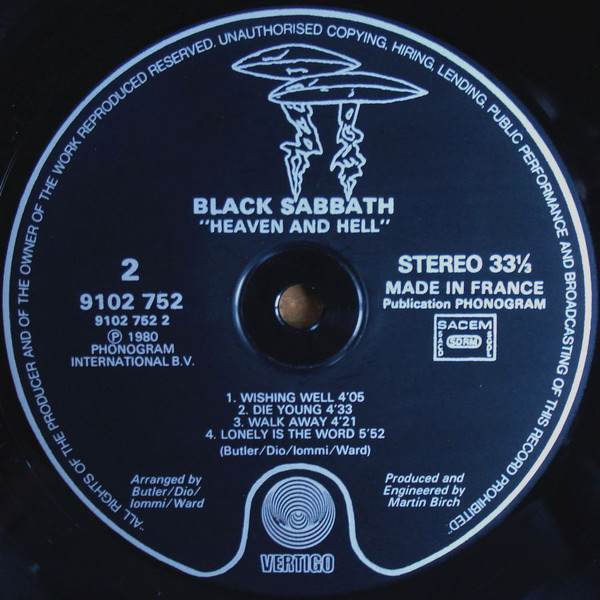 "ALL RIGHTS OF THE PRODUCER AND OF THE OWNER OF THE WORK REPRODUCED RESERVED. UNAUTHORISED COPYING, HIRING, LENDING, PUBLIC PERFORMANCE AND BROADCASTING OF THIS RECORD PROHIBITED"
BLACK SABBATH
"HEAVEN AND HELL"
2
9102 752
9102 752 2
℗ 1980
PHONOGRAM
INTERNATIONAL B.V.
STEREO 33⅓
MADE IN FRANCE
Publication PHONOGRAM
SACEM
SACD
SDRM
SGDL
1. WISHING WELL 4'05
2. DIE YOUNG 4'33
3. WALK AWAY 4'21
4. LONELY IS THE WORD 5'52
(Butler/Dio/Iommi/Ward)
Arranged by
Butler/Dio/
Iommi/Ward
Produced and
Engineered by
Martin Birch
VERTIGO